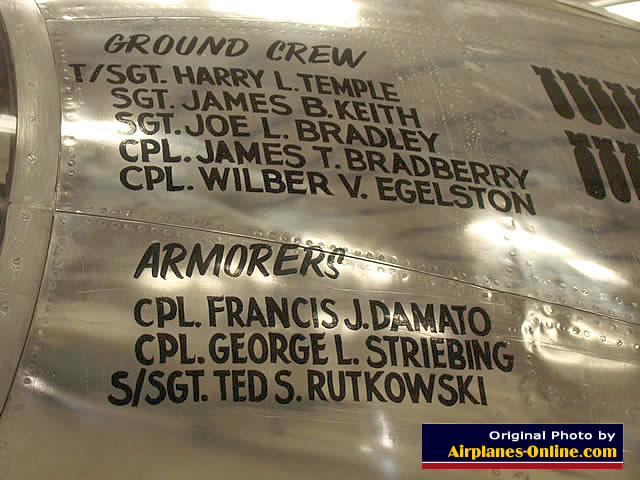 GROUND CREW
T/SGT. HARRY L. TEMPLE
SGT. JAMES B. KEITH
SGT. JOE L. BRADLEY
CPL. JAMES T. BRADBERRY
CPL. WILBER V. EGELSTON
ARMORERS
CPL. FRANCIS J. DAMATO
CPL. GEORGE L. STRIEBING
S/SGT. TED S. RUTKOWSKI
Original Photo by
Airplanes-Online.com